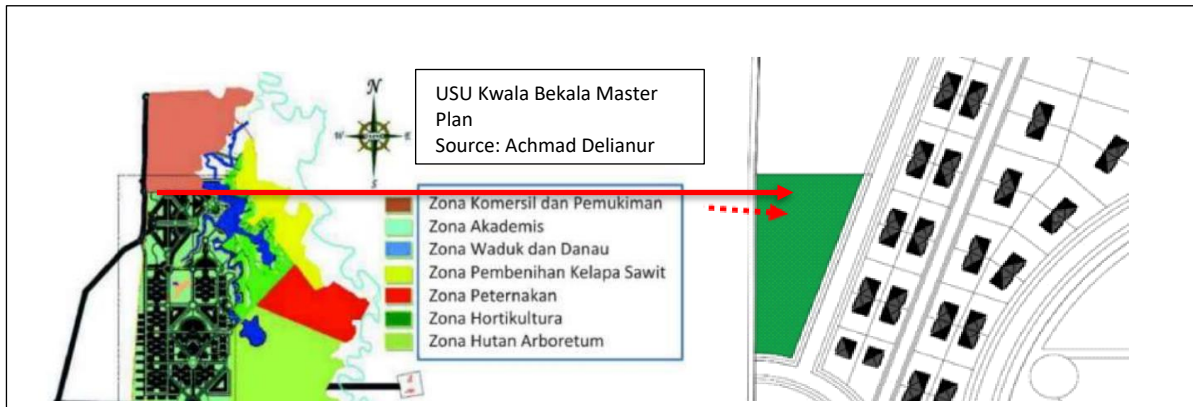 N
W
E
S
USU Kwala Bekala Master
Plan
Source: Achmad Delianur
Zona Komersil dan Pemukiman
Zona Akademis
Zona Waduk dan Danau
Zona Pembenihan Kelapa Sawit
Zona Peternakan
Zona Hortikultura
Zona Hutan Arboretum